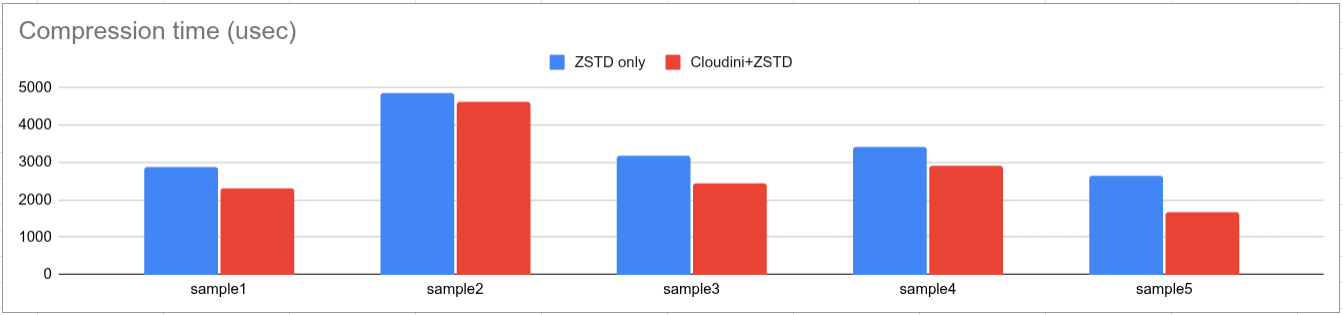 Compression time (usec)
ZSTD only Cloudini+ZSTD
5000
4000
3000
2000
1000
0
sample1 sample2 sample3 sample4 sample5